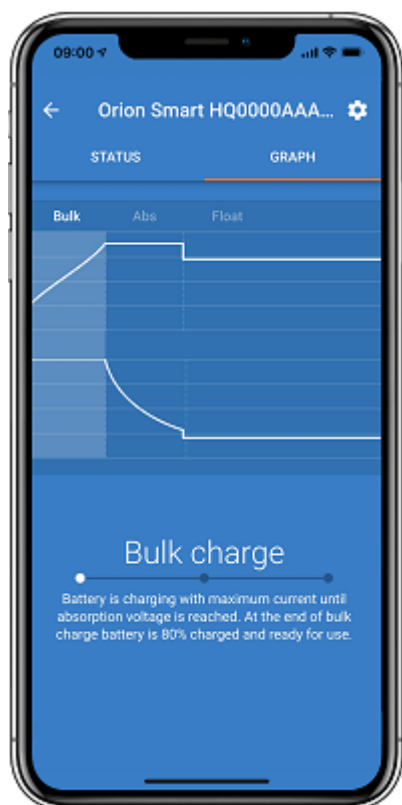 09:00
Orion Smart HQ0000AAA...
STATUS GRAPH
Bulk Abs Float
Bulk charge
Battery is charging with maximum current until
absorption voltage is reached. At the end of bulk
charge battery is 80% charged and ready for use.